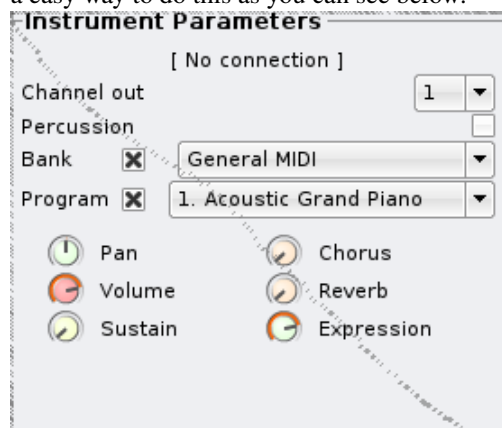 a easy way to do this as you can see below.
Instrument Parameters
[ No connection ]
Channel out 1
Percussion
Bank General MIDI
Program 1. Acoustic Grand Piano
Pan Chorus
Volume Reverb
Sustain Expression